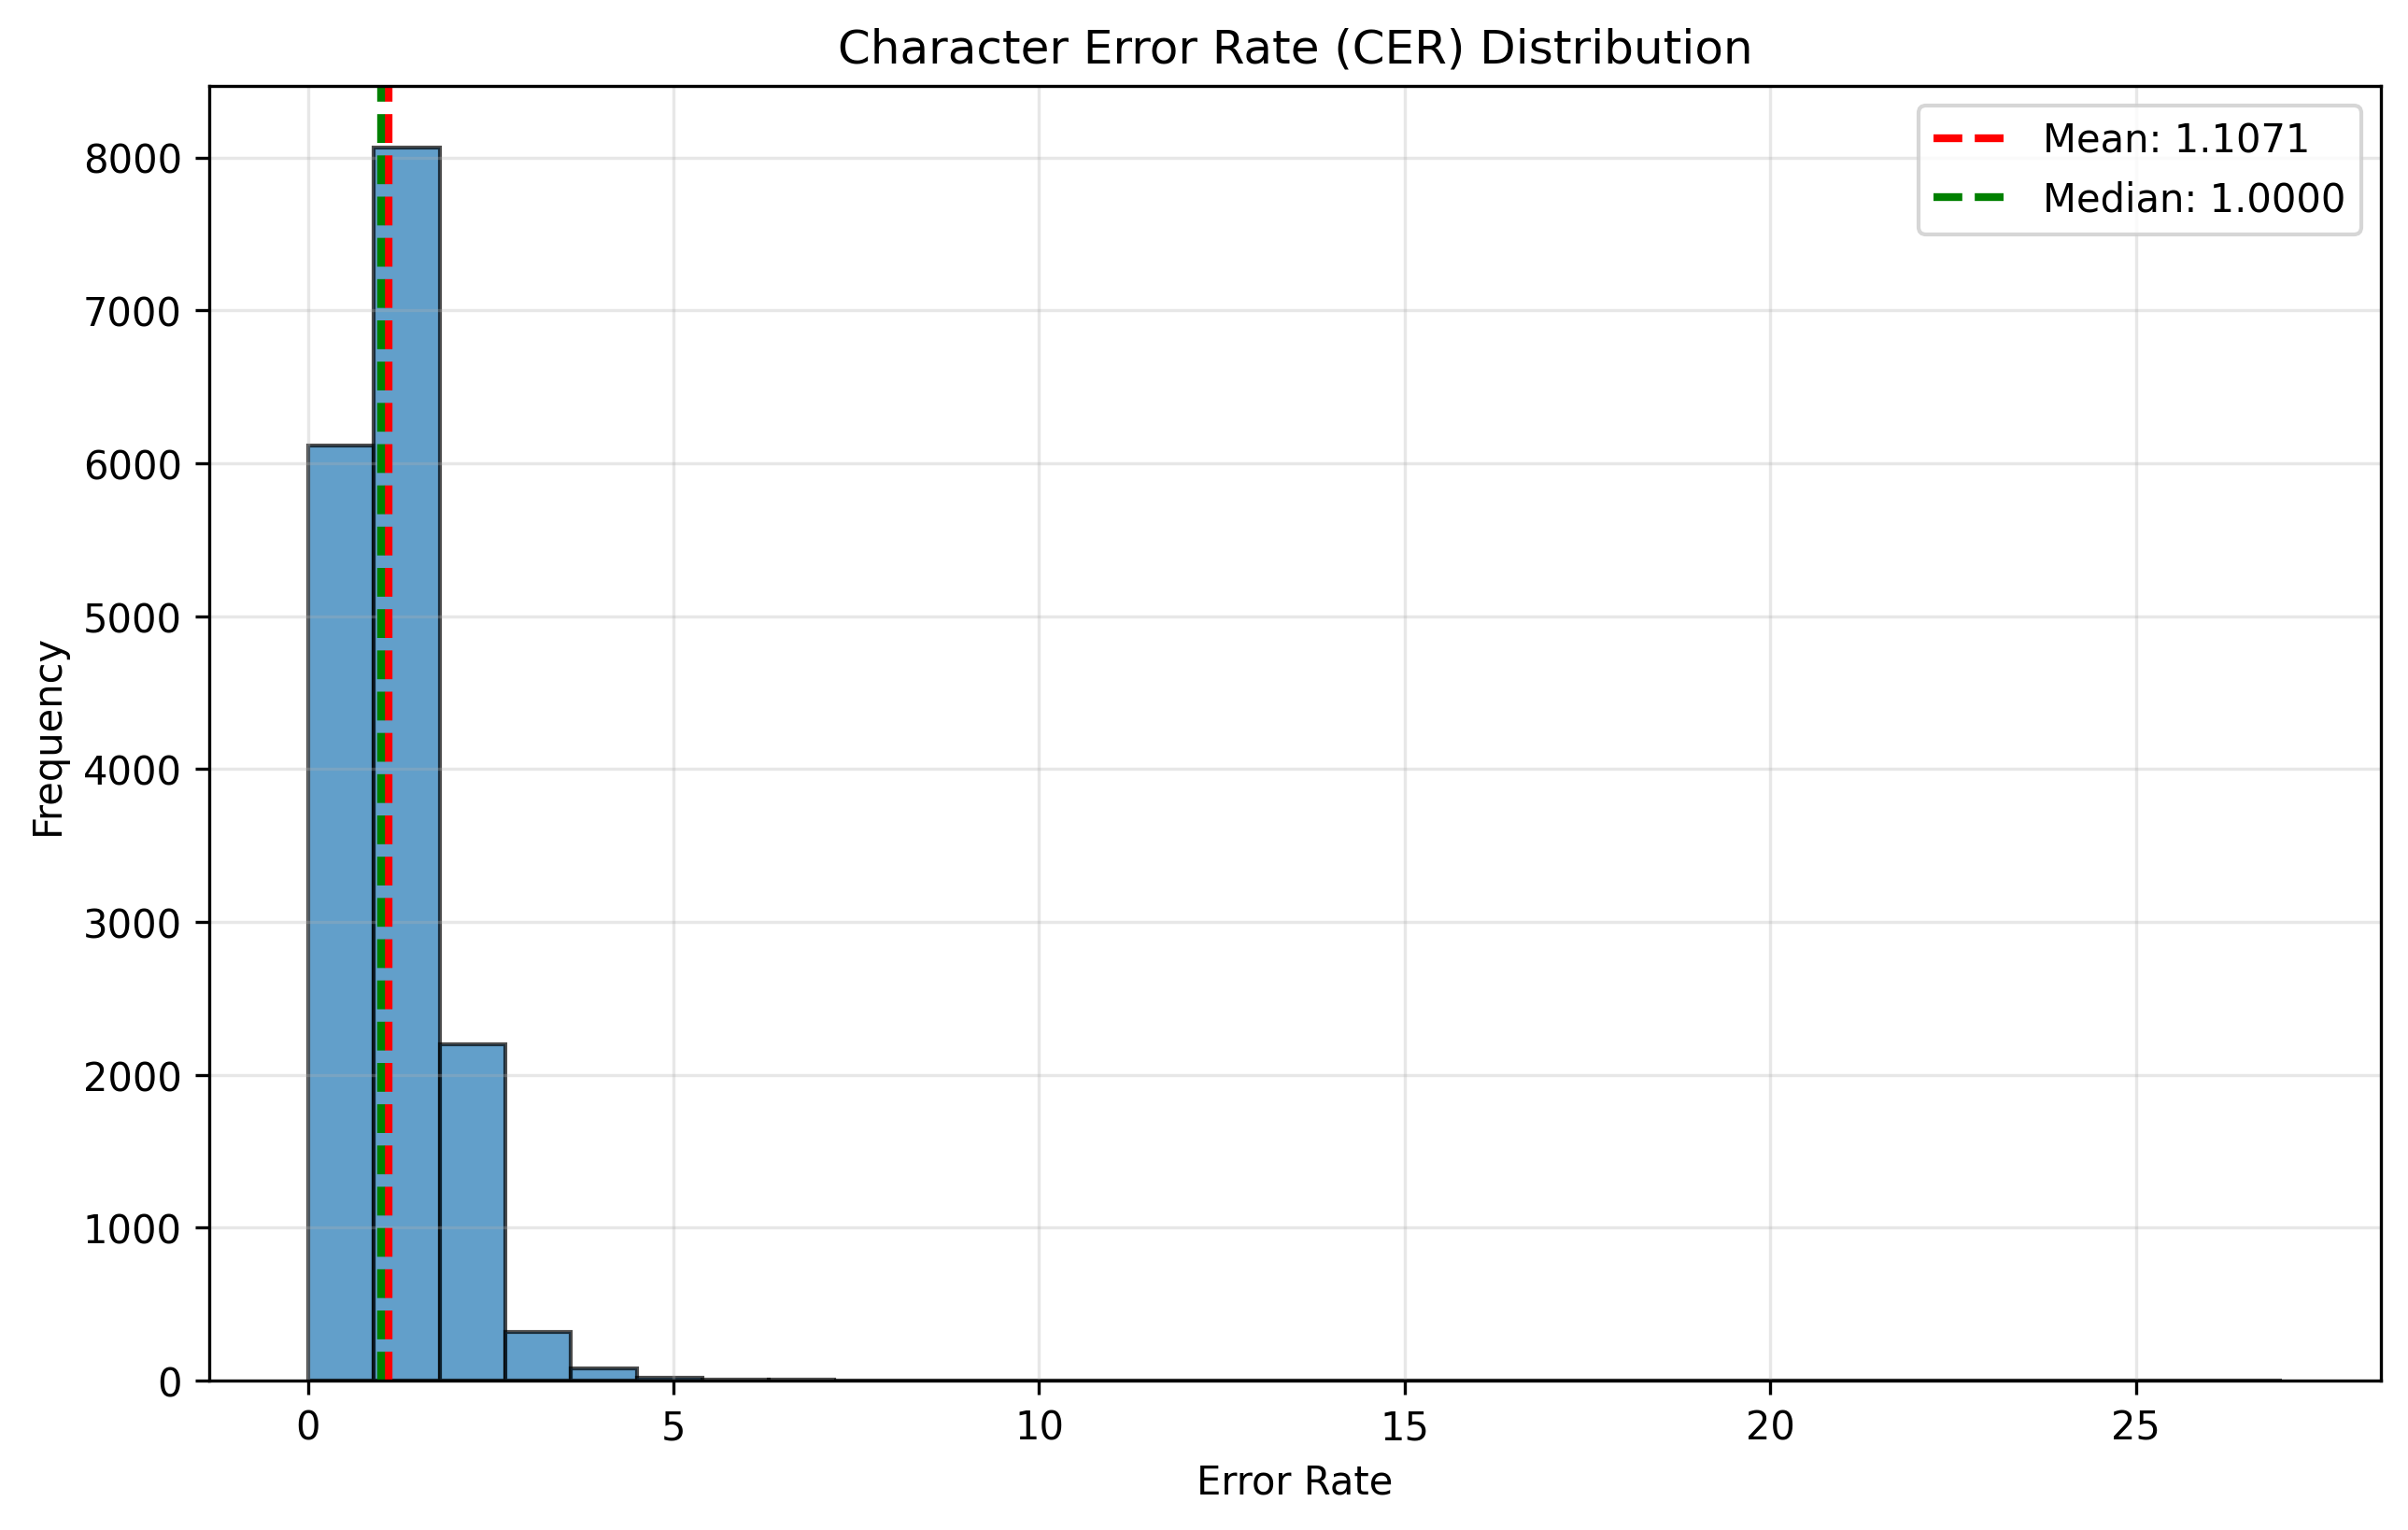 Character Error Rate (CER) Distribution
Mean: 1.1071
Median: 1.0000
8000
7000
6000
5000
4000
3000
2000
1000
0
Frequency
0 5 10 15 20 25
Error Rate